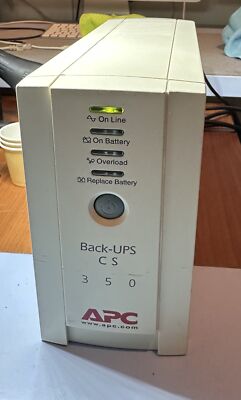 On Line
On Battery
Overload
Replace Battery
Back-UPS
CS
350
APC
www.apc.com